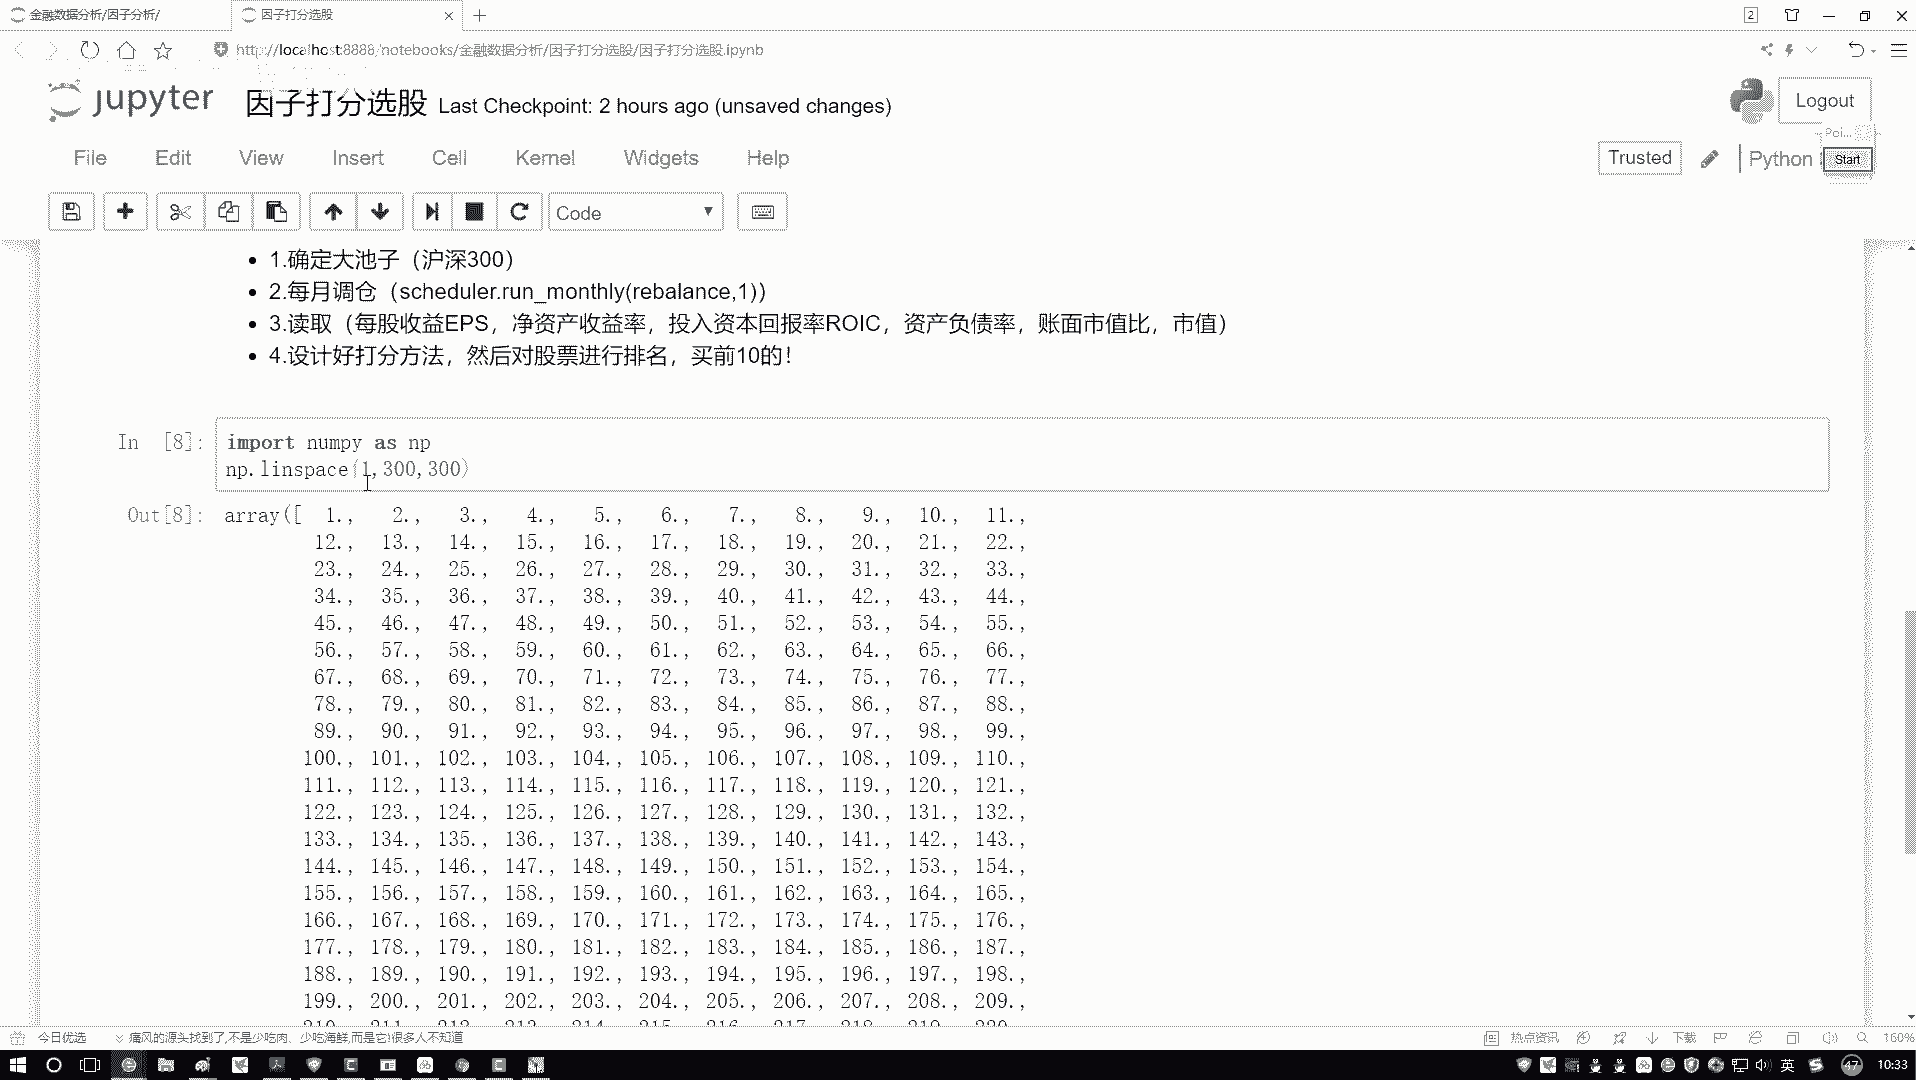 金融数据分析/因子分析/
因子打分选股
2
http://localhost:8888/notebooks/金融数据分析/因子打分选股/因子打分选股.ipynb
jupyter 因子打分选股 Last Checkpoint: 2 hours ago (unsaved changes)
Logout
File Edit View Insert Cell Kernel Widgets Help
Trusted
Python
Poi...
Start
Code
1.确定大池子（沪深300）
2.每月调仓（scheduler.run_monthly(rebalance,1)）
3.读取（每股收益EPS，净资产收益率，投入资本回报率ROIC，资产负债率，账面市值比，市值）
4.设计好打分方法，然后对股票进行排名，买前10的！
In [8]: import numpy as np
np.linspace(1,300,300)
Out[8]: array([ 1., 2., 3., 4., 5., 6., 7., 8., 9., 10., 11.,
12., 13., 14., 15., 16., 17., 18., 19., 20., 21., 22.,
23., 24., 25., 26., 27., 28., 29., 30., 31., 32., 33.,
34., 35., 36., 37., 38., 39., 40., 41., 42., 43., 44.,
45., 46., 47., 48., 49., 50., 51., 52., 53., 54., 55.,
56., 57., 58., 59., 60., 61., 62., 63., 64., 65., 66.,
67., 68., 69., 70., 71., 72., 73., 74., 75., 76., 77.,
78., 79., 80., 81., 82., 83., 84., 85., 86., 87., 88.,
89., 90., 91., 92., 93., 94., 95., 96., 97., 98., 99.,
100., 101., 102., 103., 104., 105., 106., 107., 108., 109., 110.,
111., 112., 113., 114., 115., 116., 117., 118., 119., 120., 121.,
122., 123., 124., 125., 126., 127., 128., 129., 130., 131., 132.,
133., 134., 135., 136., 137., 138., 139., 140., 141., 142., 143.,
144., 145., 146., 147., 148., 149., 150., 151., 152., 153., 154.,
155., 156., 157., 158., 159., 160., 161., 162., 163., 164., 165.,
166., 167., 168., 169., 170., 171., 172., 173., 174., 175., 176.,
177., 178., 179., 180., 181., 182., 183., 184., 185., 186., 187.,
188., 189., 190., 191., 192., 193., 194., 195., 196., 197., 198.,
199., 200., 201., 202., 203., 204., 205., 206., 207., 208., 209.,
210., 211., 212., 213., 214., 215., 216., 217., 218., 219., 220.,
今日优选 痛风的源头找到了,不是少吃肉、少吃海鲜,而是它!很多人不知道
热点资讯 下载 160%
英 47 10:33